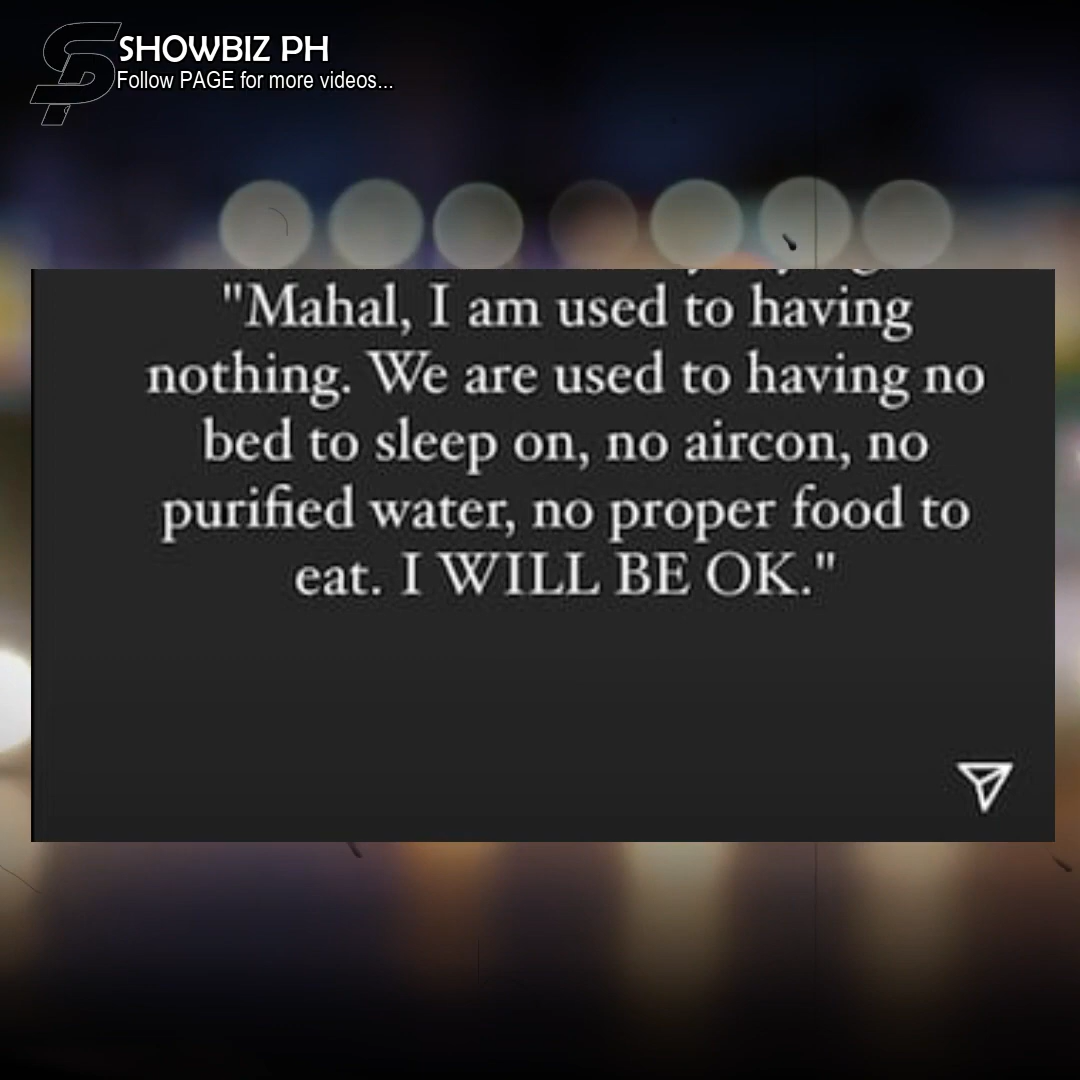 SHOWBIZ PH
Follow PAGE for more videos...
"Mahal, I am used to having
nothing. We are used to having no
bed to sleep on, no aircon, no
purified water, no proper food to
eat. I WILL BE OK."